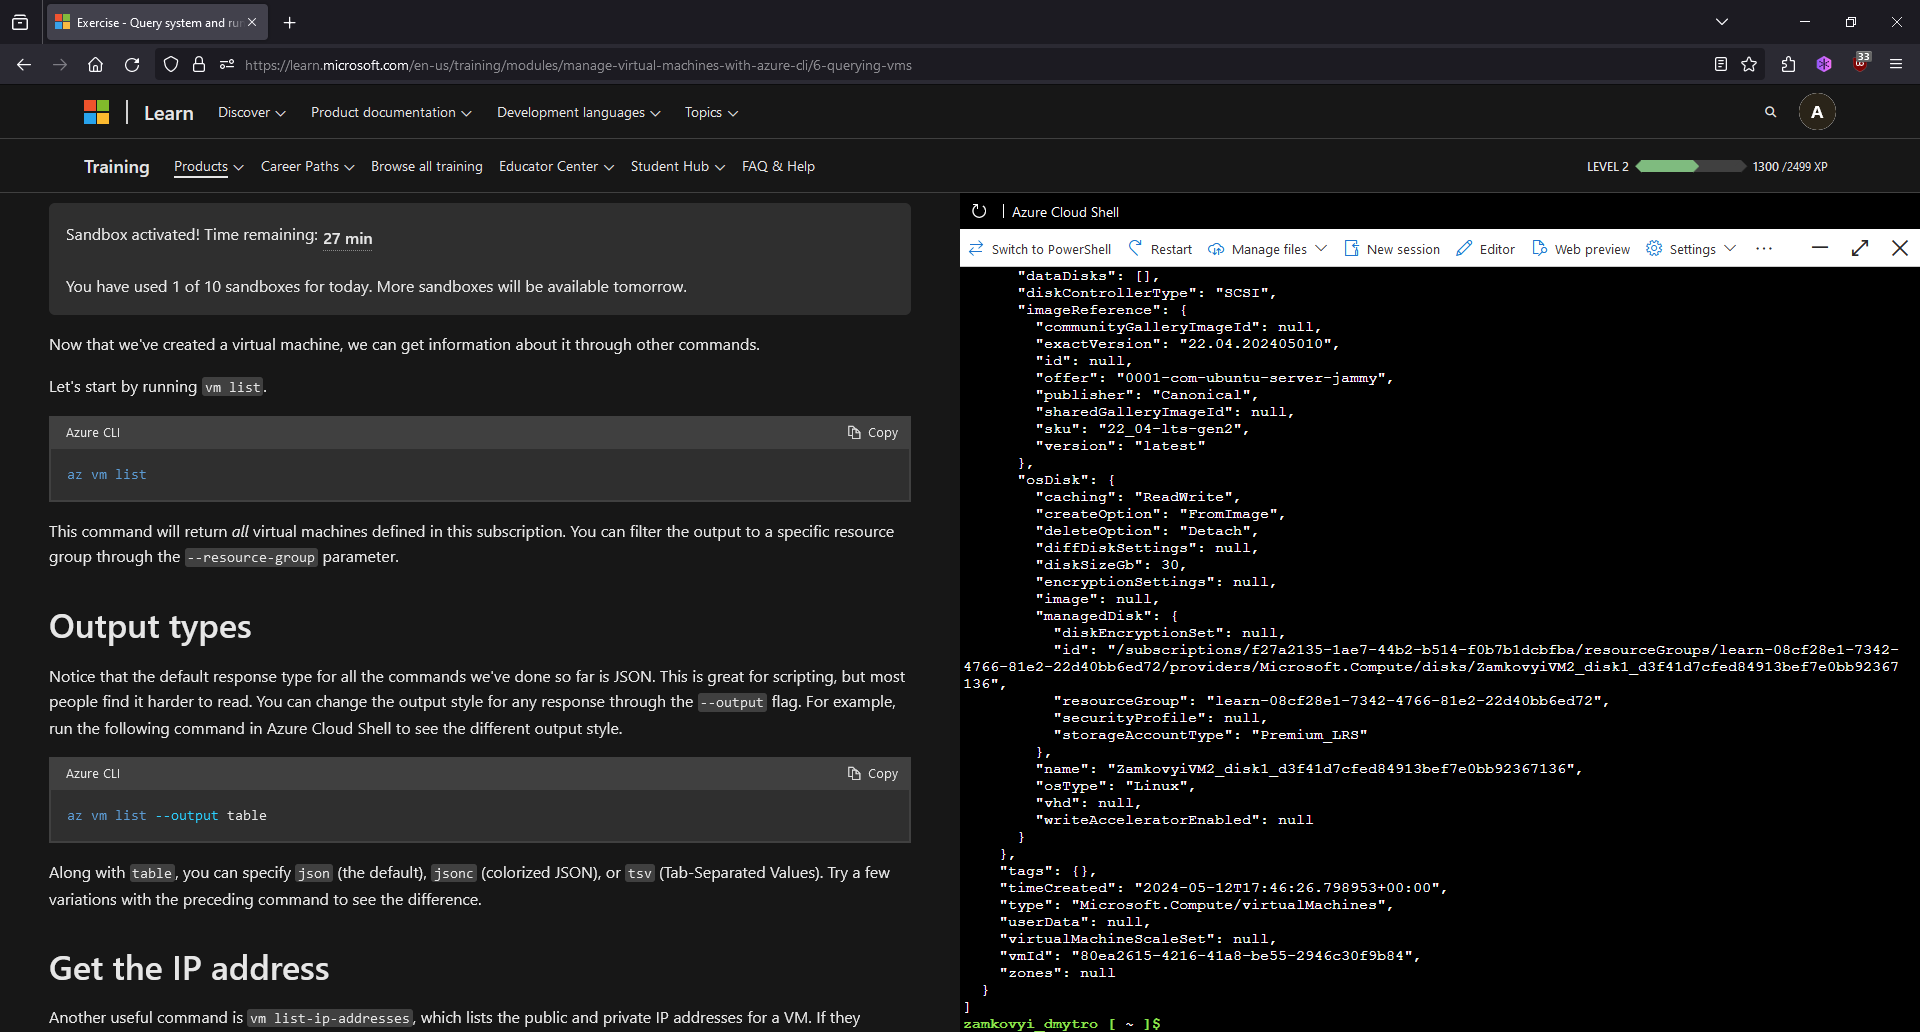 Exercise - Query system and ru
https://learn.microsoft.com/en-us/training/modules/manage-virtual-machines-with-azure-cli/6-querying-vms
33
Learn
Discover
Product documentation
Development languages
Topics
A
Training
Products
Career Paths
Browse all training
Educator Center
Student Hub
FAQ & Help
LEVEL 2
1300 /2499 XP
Sandbox activated! Time remaining: 27 min
You have used 1 of 10 sandboxes for today. More sandboxes will be available tomorrow.
Now that we've created a virtual machine, we can get information about it through other commands.
Let's start by running vm list.
Azure CLI
Copy
az vm list
This command will return all virtual machines defined in this subscription. You can filter the output to a specific resource
group through the --resource-group parameter.
Output types
Notice that the default response type for all the commands we've done so far is JSON. This is great for scripting, but most
people find it harder to read. You can change the output style for any response through the --output flag. For example,
run the following command in Azure Cloud Shell to see the different output style.
Azure CLI
Copy
az vm list --output table
Along with table, you can specify json (the default), jsonc (colorized JSON), or tsv (Tab-Separated Values). Try a few
variations with the preceding command to see the difference.
Get the IP address
Another useful command is vm list-ip-addresses, which lists the public and private IP addresses for a VM. If they
Azure Cloud Shell
Switch to PowerShell
Restart
Manage files
New session
Editor
Web preview
Settings
"dataDisks": [],
"diskControllerType": "SCSI",
"imageReference": {
"communityGalleryImageId": null,
"exactVersion": "22.04.202405010",
"id": null,
"offer": "0001-com-ubuntu-server-jammy",
"publisher": "Canonical",
"sharedGalleryImageId": null,
"sku": "22_04-lts-gen2",
"version": "latest"
},
"osDisk": {
"caching": "ReadWrite",
"createOption": "FromImage",
"deleteOption": "Detach",
"diffDiskSettings": null,
"diskSizeGb": 30,
"encryptionSettings": null,
"image": null,
"managedDisk": {
"diskEncryptionSet": null,
"id": "/subscriptions/f27a2135-1ae7-44b2-b514-f0b7b1dcbfba/resourceGroups/learn-08cf28e1-7342-
4766-81e2-22d40bb6ed72/providers/Microsoft.Compute/disks/ZamkovyiVM2_disk1_d3f41d7cfed84913bef7e0bb92367
136",
"resourceGroup": "learn-08cf28e1-7342-4766-81e2-22d40bb6ed72",
"securityProfile": null,
"storageAccountType": "Premium_LRS"
},
"name": "ZamkovyiVM2_disk1_d3f41d7cfed84913bef7e0bb92367136",
"osType": "Linux",
"vhd": null,
"writeAcceleratorEnabled": null
}
},
"tags": {},
"timeCreated": "2024-05-12T17:46:26.798953+00:00",
"type": "Microsoft.Compute/virtualMachines",
"userData": null,
"virtualMachineScaleSet": null,
"vmId": "80ea2615-4216-41a8-be55-2946c30f9b84",
"zones": null
}
]
zamkovyi_dmytro [ ~ ]$